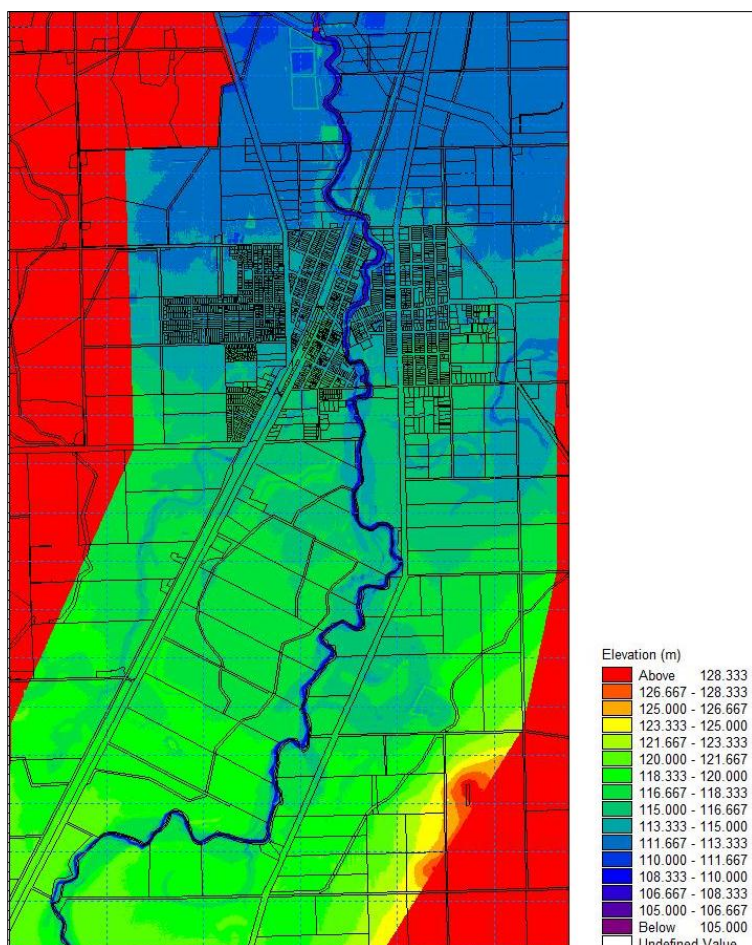 Elevation (m)
Above 128.333
126.667 - 128.333
125.000 - 126.667
123.333 - 125.000
121.667 - 123.333
120.000 - 121.667
118.333 - 120.000
116.667 - 118.333
115.000 - 116.667
113.333 - 115.000
111.667 - 113.333
110.000 - 111.667
108.333 - 110.000
106.667 - 108.333
105.000 - 106.667
Below 105.000
Undefined Value